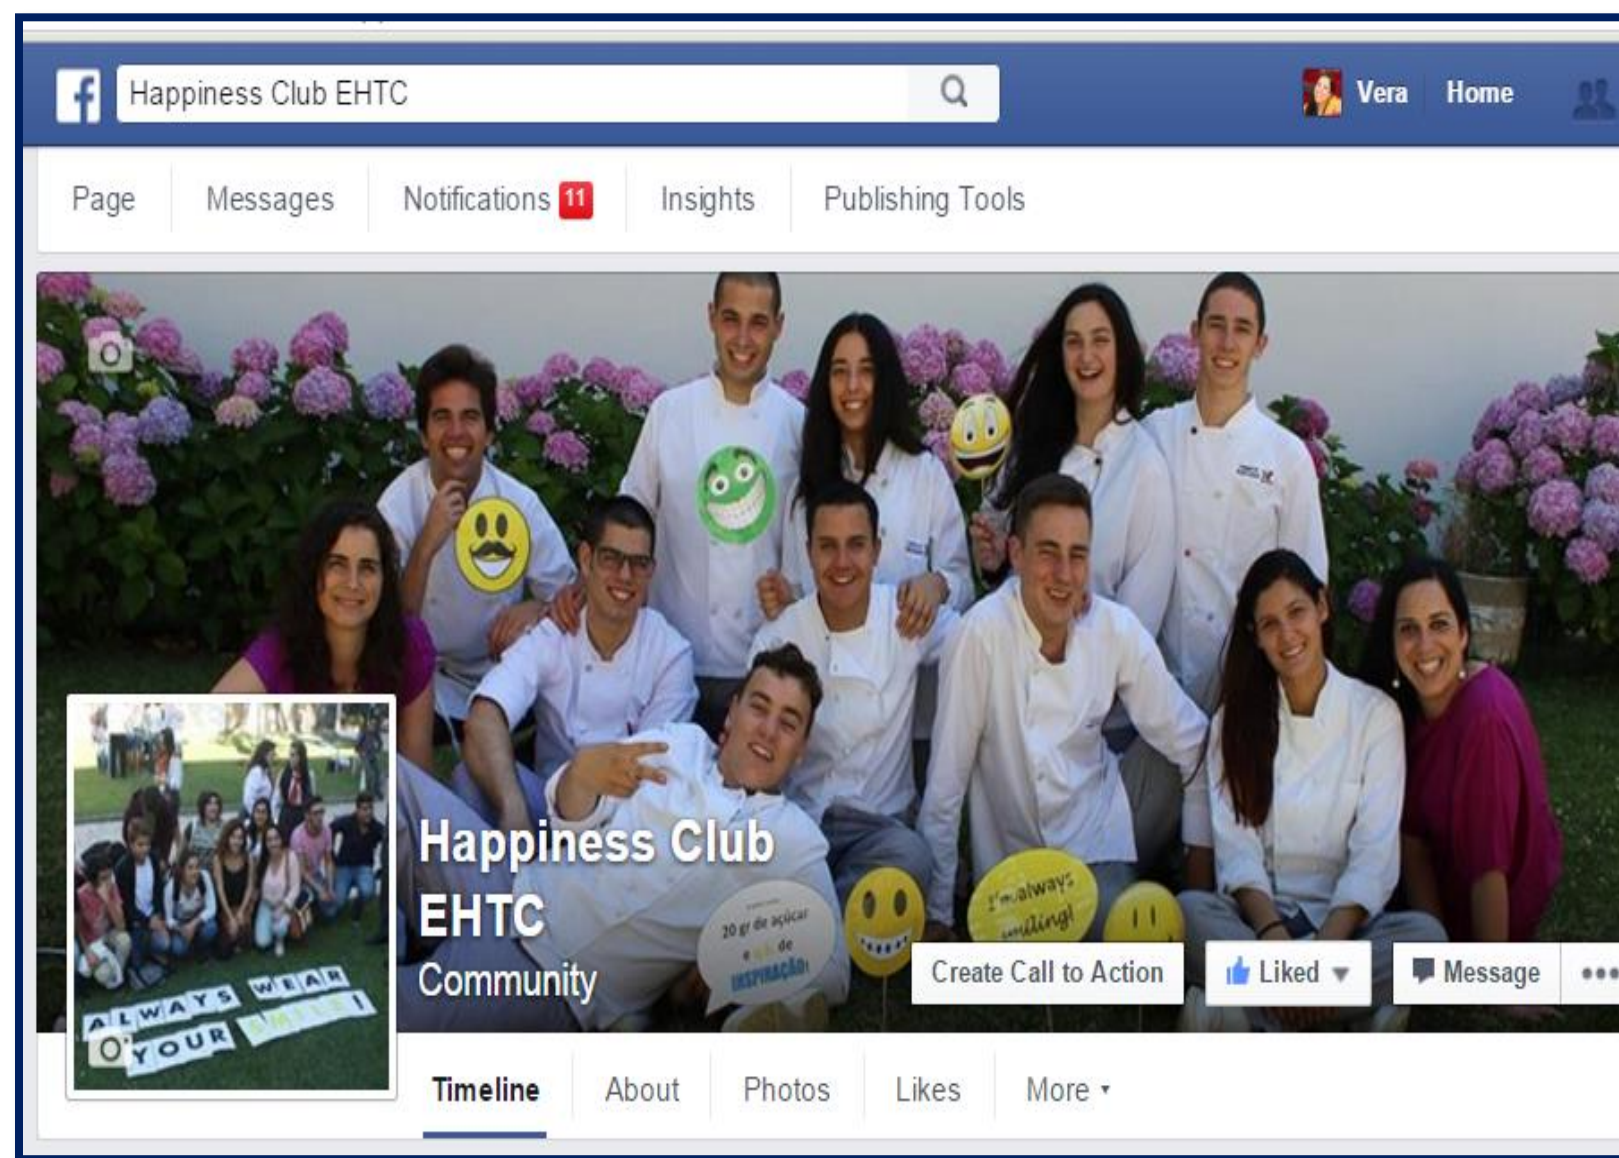 f
Happiness Club EHTC
Vera
Home
Page
Messages
Notifications 11
Insights
Publishing Tools
20 gr de açúcar
e
de
INSPIRAÇÃO!
I'm always
smiling!
Happiness Club
EHTC
Community
Create Call to Action
Liked
Message
ALWAYS WEAR
YOUR SMILE!
Timeline
About
Photos
Likes
More